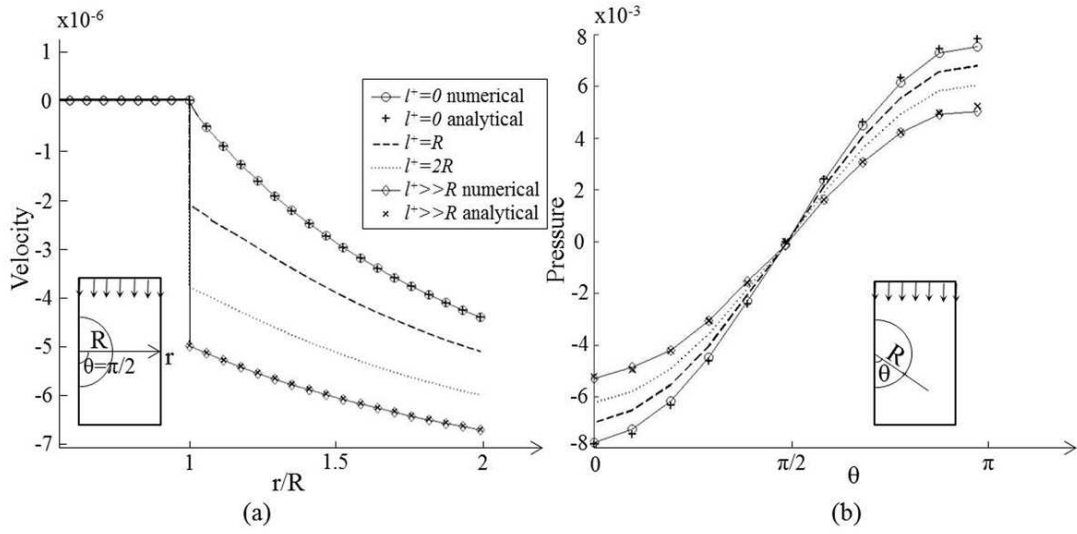 x10-6
1
0
-1
-2
-3
-4
-5
-6
-7
Velocity
1
1.5
2
r/R
R
θ=π/2
r
(a)
l+=0 numerical
l+=0 analytical
l+=R
l+=2R
l+>>R numerical
l+>>R analytical
x10-3
8
6
4
2
0
-2
-4
-6
-8
Pressure
0
π/2
π
θ
R
θ
(b)